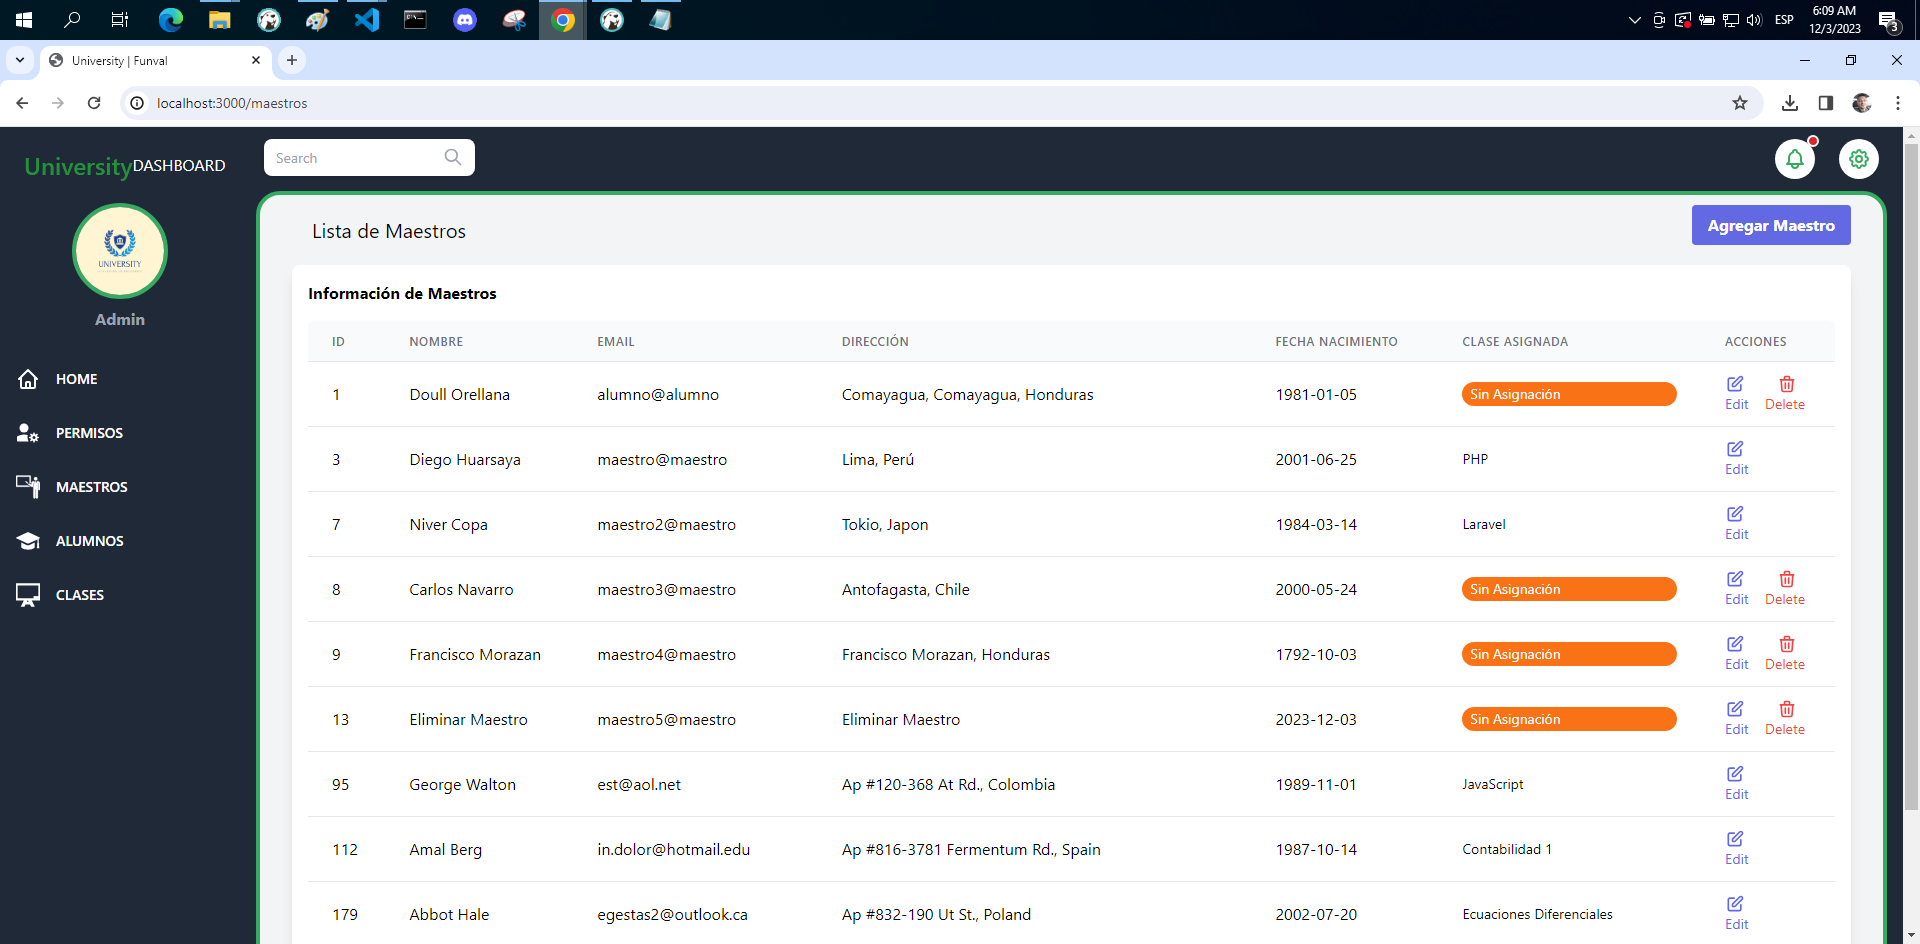 ESP
6:09 AM
12/3/2023
3
University | Funval
localhost:3000/maestros
UniversityDASHBOARD
Search
UNIVERSITY
Admin
HOME
PERMISOS
MAESTROS
ALUMNOS
CLASES
Lista de Maestros
Agregar Maestro
Información de Maestros
ID NOMBRE EMAIL DIRECCIÓN FECHA NACIMIENTO CLASE ASIGNADA ACCIONES
1 Doull Orellana alumno@alumno Comayagua, Comayagua, Honduras 1981-01-05 Sin Asignación Edit Delete
3 Diego Huarsaya maestro@maestro Lima, Perú 2001-06-25 PHP Edit
7 Niver Copa maestro2@maestro Tokio, Japon 1984-03-14 Laravel Edit
8 Carlos Navarro maestro3@maestro Antofagasta, Chile 2000-05-24 Sin Asignación Edit Delete
9 Francisco Morazan maestro4@maestro Francisco Morazan, Honduras 1792-10-03 Sin Asignación Edit Delete
13 Eliminar Maestro maestro5@maestro Eliminar Maestro 2023-12-03 Sin Asignación Edit Delete
95 George Walton est@aol.net Ap #120-368 At Rd., Colombia 1989-11-01 JavaScript Edit
112 Amal Berg in.dolor@hotmail.edu Ap #816-3781 Fermentum Rd., Spain 1987-10-14 Contabilidad 1 Edit
179 Abbot Hale egestas2@outlook.ca Ap #832-190 Ut St., Poland 2002-07-20 Ecuaciones Diferenciales Edit